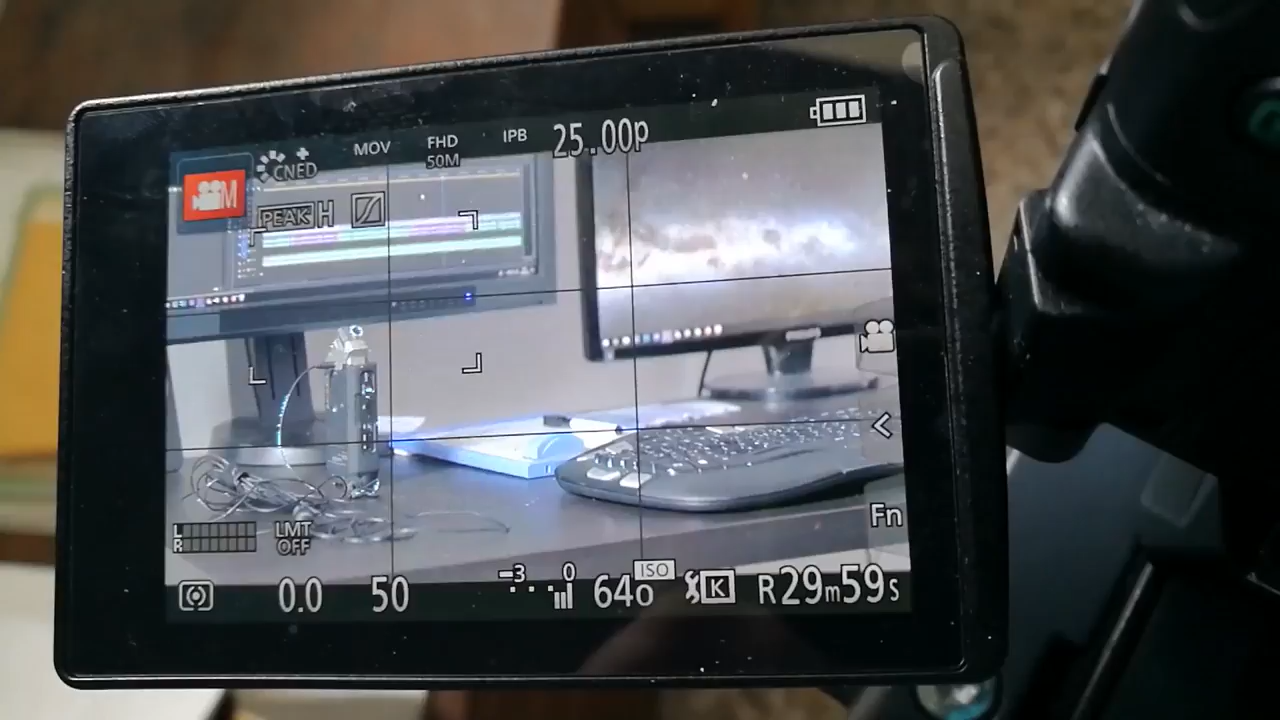 MOV FHD 50M IPB 25.00p
M CNED
PEAK H
<
Fn
L
R
LMT OFF
0.0 50 -3 0 640 ISO K R29m59s